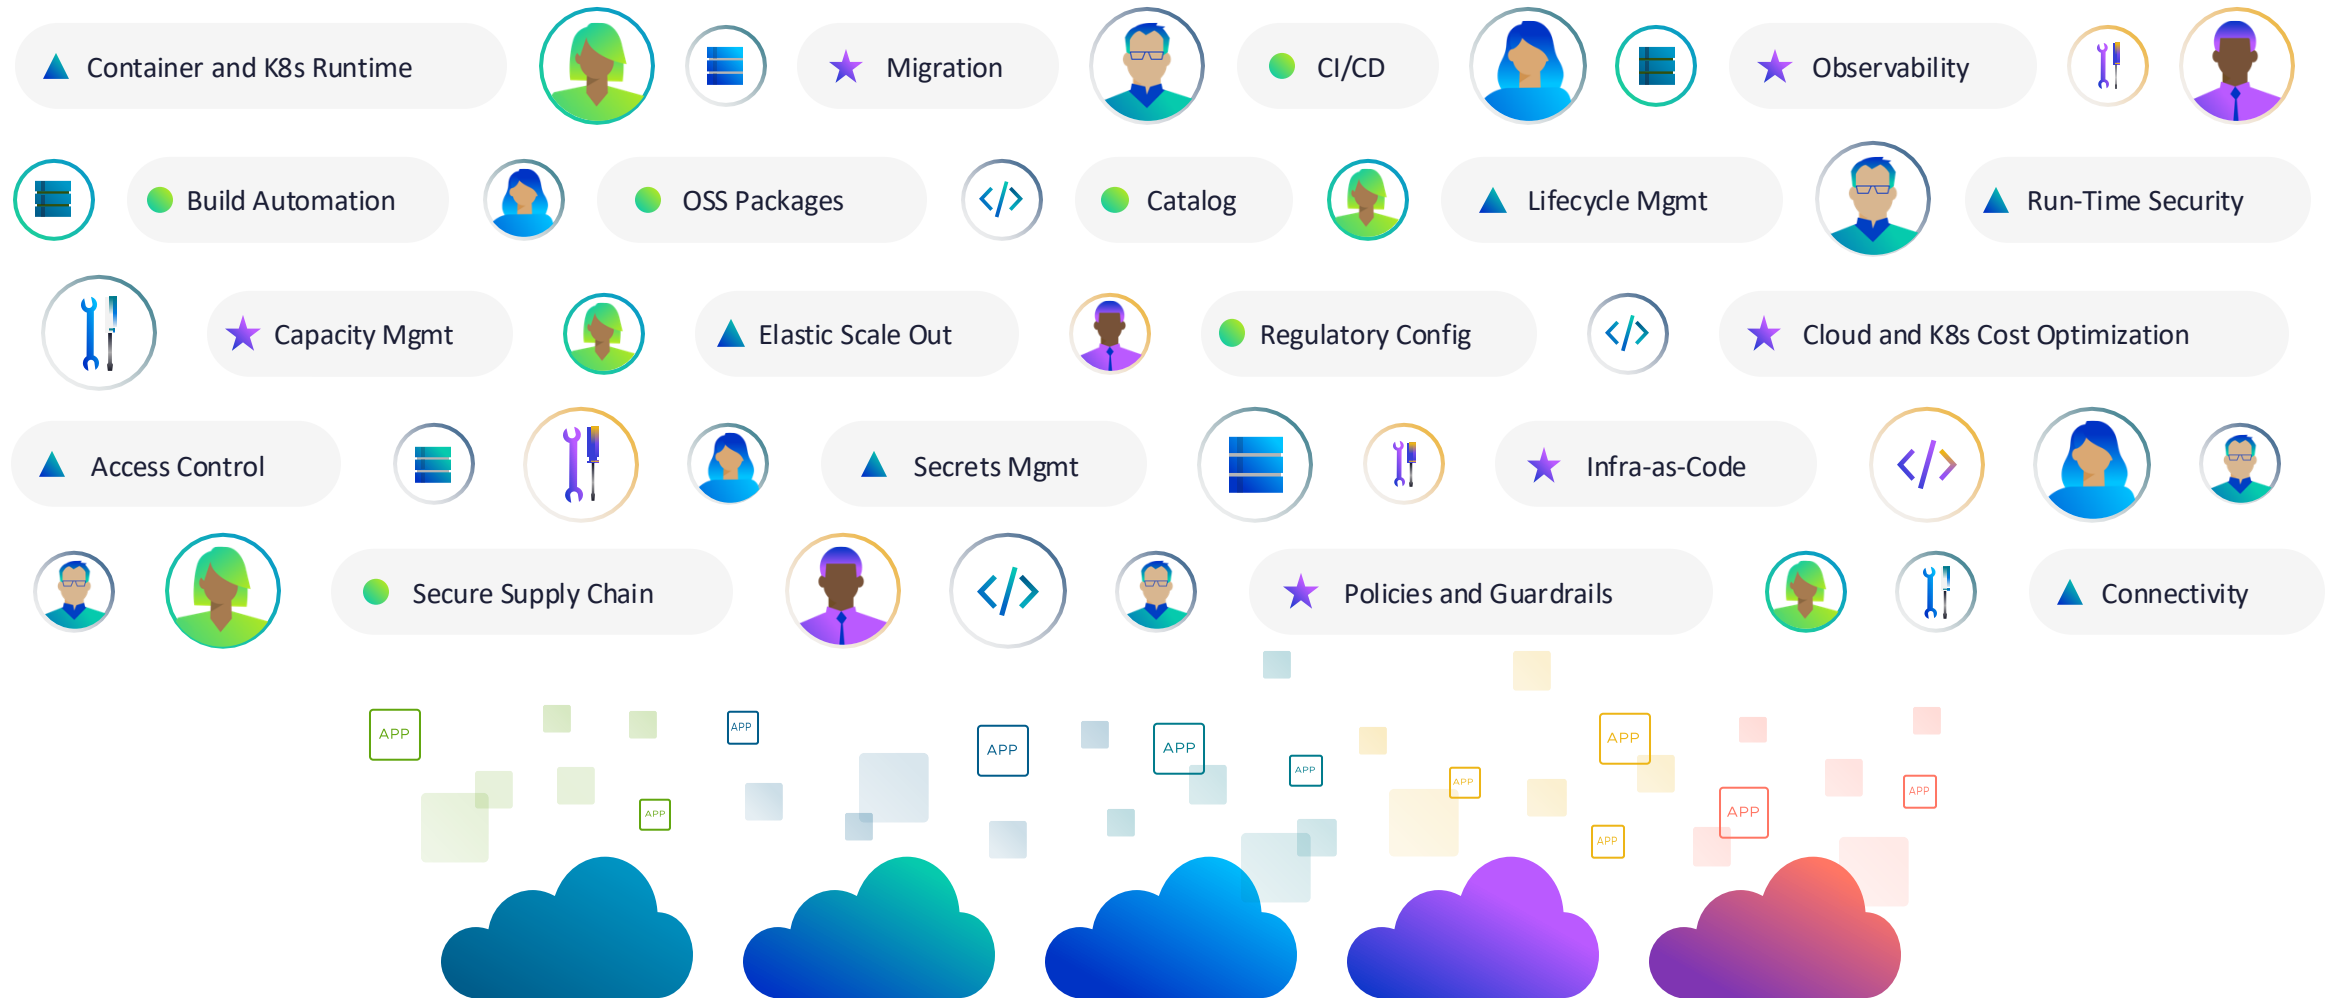 Container and K8s Runtime
Migration
CI/CD
Observability
Build Automation
OSS Packages
Catalog
Lifecycle Mgmt
Run-Time Security
Capacity Mgmt
Elastic Scale Out
Regulatory Config
Cloud and K8s Cost Optimization
Access Control
Secrets Mgmt
Infra-as-Code
Secure Supply Chain
Policies and Guardrails
Connectivity
APP
APP
APP
APP
APP
APP
APP
APP
APP
APP
APP